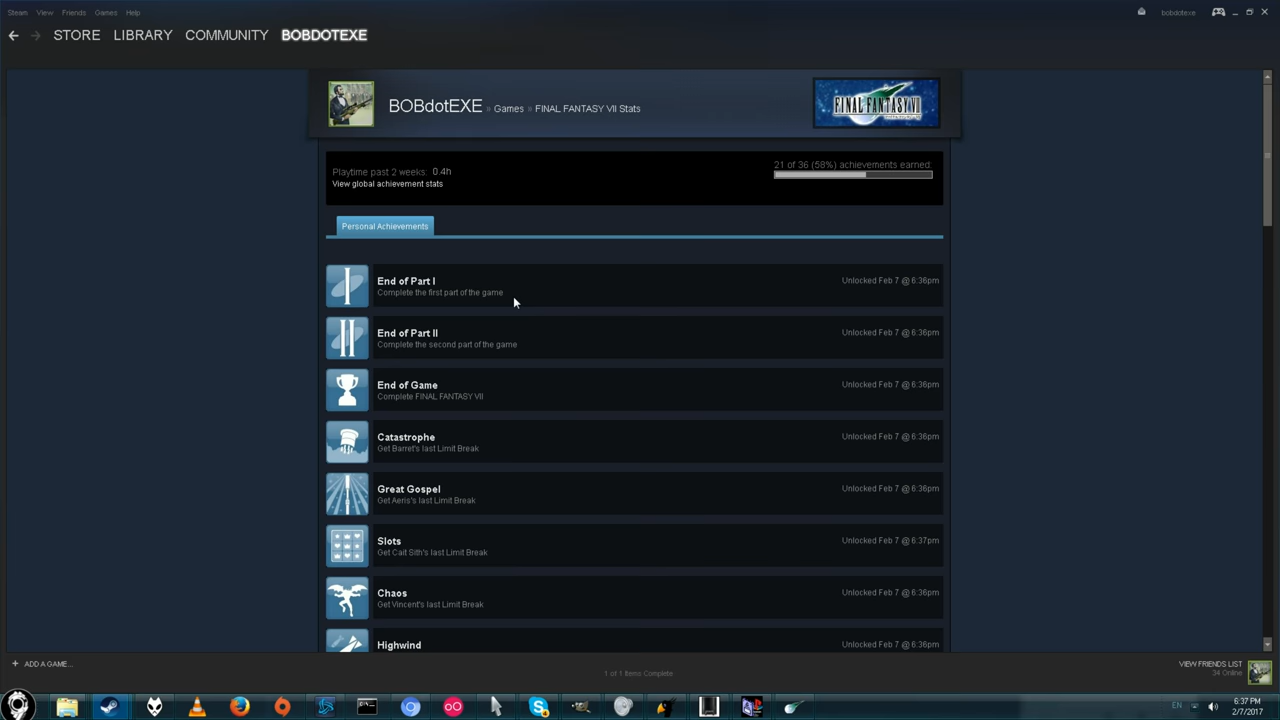 Steam View Friends Games Help
bobdotexe
STORE LIBRARY COMMUNITY BOBDOTEXE
BOBdotEXE » Games » FINAL FANTASY VII Stats
FINAL FANTASY VII
Playtime past 2 weeks: 0.4h
View global achievement stats
21 of 36 (58%) achievements earned:
Personal Achievements
End of Part I
Complete the first part of the game
Unlocked Feb 7 @ 6:36pm
End of Part II
Complete the second part of the game
Unlocked Feb 7 @ 6:36pm
End of Game
Complete FINAL FANTASY VII
Unlocked Feb 7 @ 6:36pm
Catastrophe
Get Barret's last Limit Break
Unlocked Feb 7 @ 6:36pm
Great Gospel
Get Aeris's last Limit Break
Unlocked Feb 7 @ 6:36pm
Slots
Get Cait Sith's last Limit Break
Unlocked Feb 7 @ 6:37pm
Chaos
Get Vincent's last Limit Break
Unlocked Feb 7 @ 6:36pm
Highwind
+ ADD A GAME...
1 of 1 Items Complete
VIEW FRIENDS LIST
34 Online
EN
6:37 PM
2/7/2017